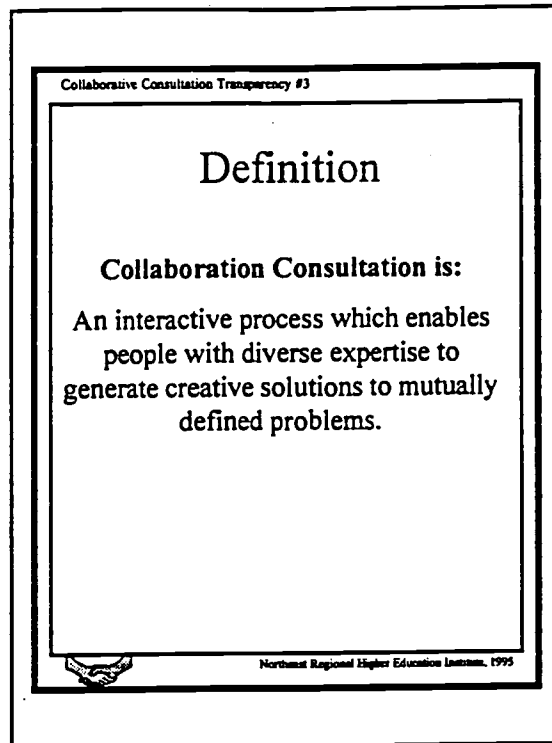 Collaborative Consultation Transparency #3
Definition
Collaboration Consultation is:
An interactive process which enables
people with diverse expertise to
generate creative solutions to mutually
defined problems.
Northeast Regional Higher Education Institute, 1995